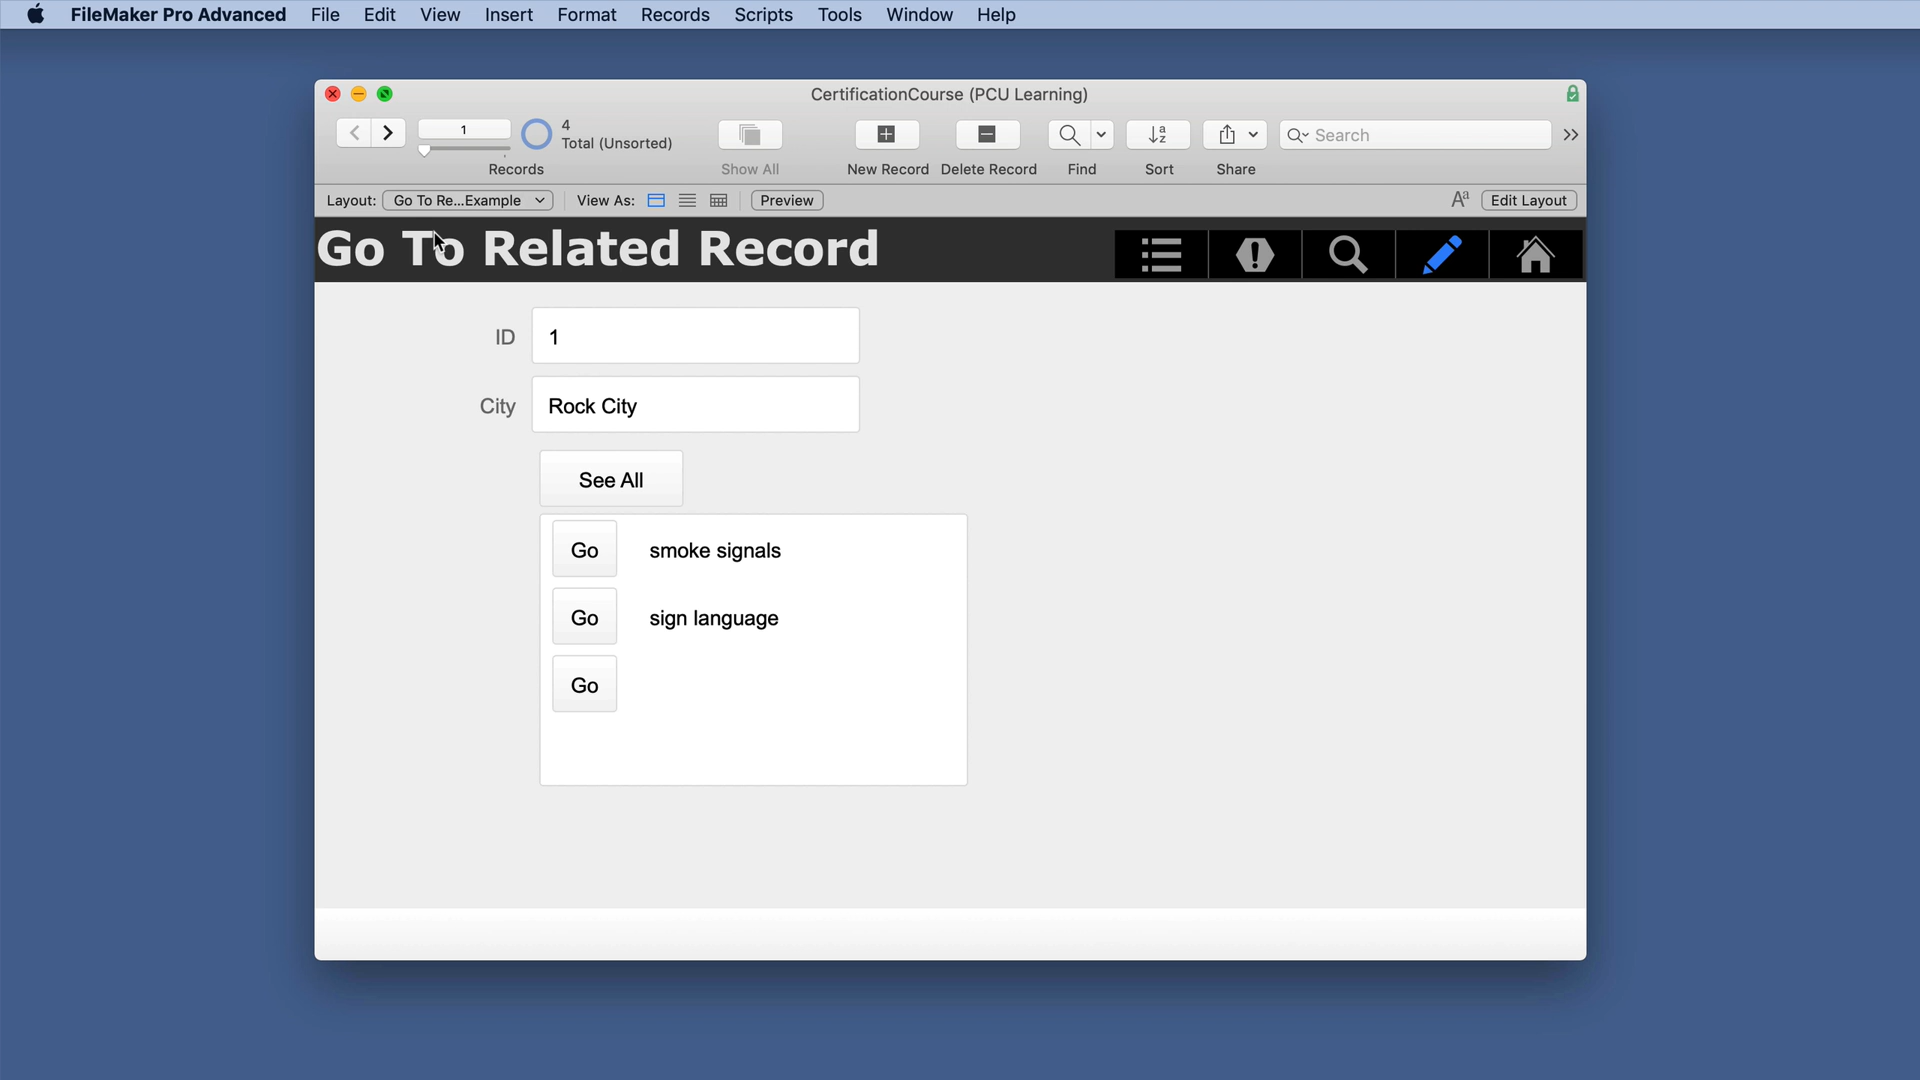 FileMaker Pro Advanced File Edit View Insert Format Records Scripts Tools Window Help
CertificationCourse (PCU Learning)
1
4
Total (Unsorted)
Records
Show All
New Record
Delete Record
Find
Sort
Share
Search
Layout: Go To Re...Example View As: Preview Aa Edit Layout
Go To Related Record
ID 1
City Rock City
See All
Go smoke signals
Go sign language
Go